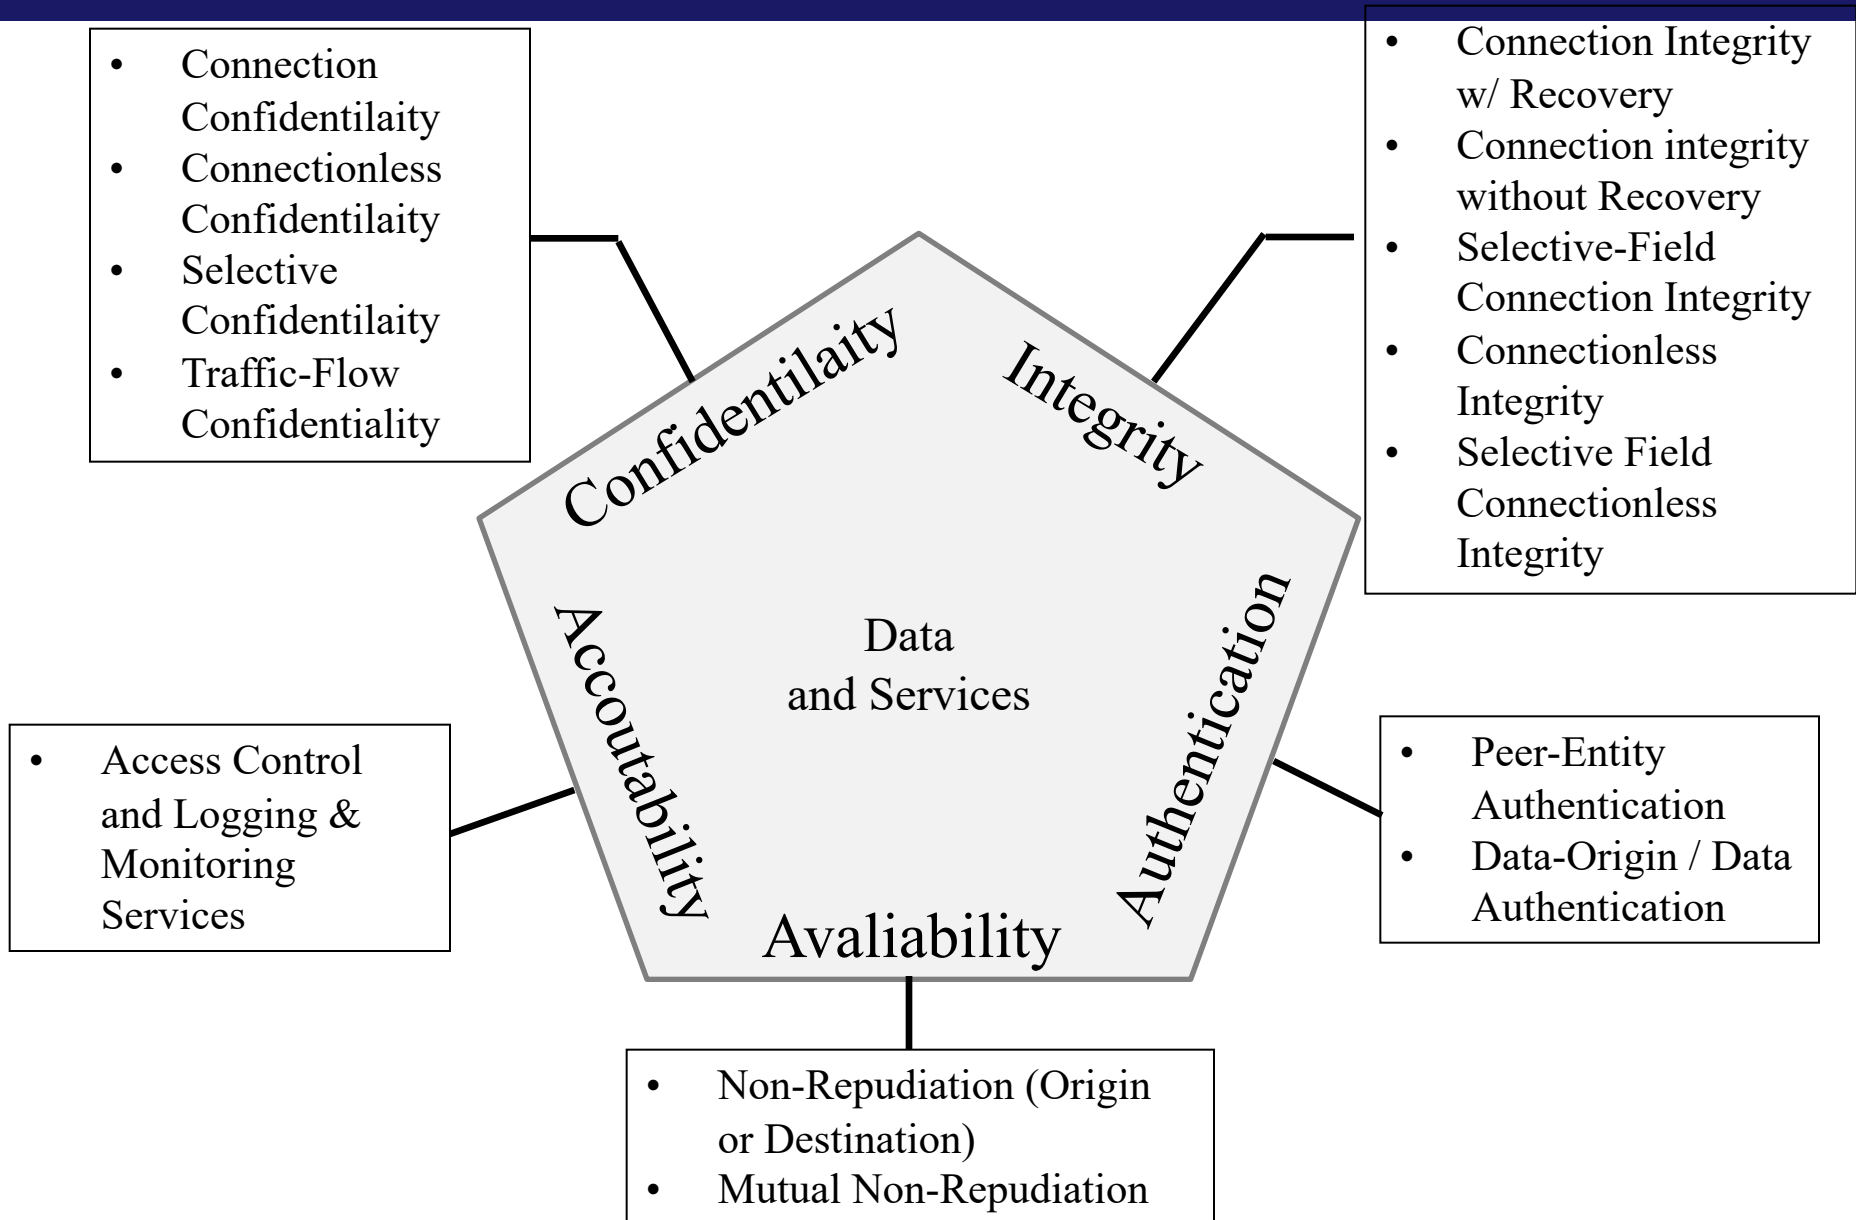 • Connection
Confidentilaity
• Connectionless
Confidentilaity
• Selective
Confidentilaity
• Traffic-Flow
Confidentiality
• Connection Integrity
w/ Recovery
• Connection integrity
without Recovery
• Selective-Field
Connection Integrity
• Connectionless
Integrity
• Selective Field
Connectionless
Integrity
Confidentilaity
Integrity
Accoutability
Data
and Services
Authentication
Avaliability
• Access Control
and Logging &
Monitoring
Services
• Peer-Entity
Authentication
• Data-Origin / Data
Authentication
• Non-Repudiation (Origin
or Destination)
• Mutual Non-Repudiation